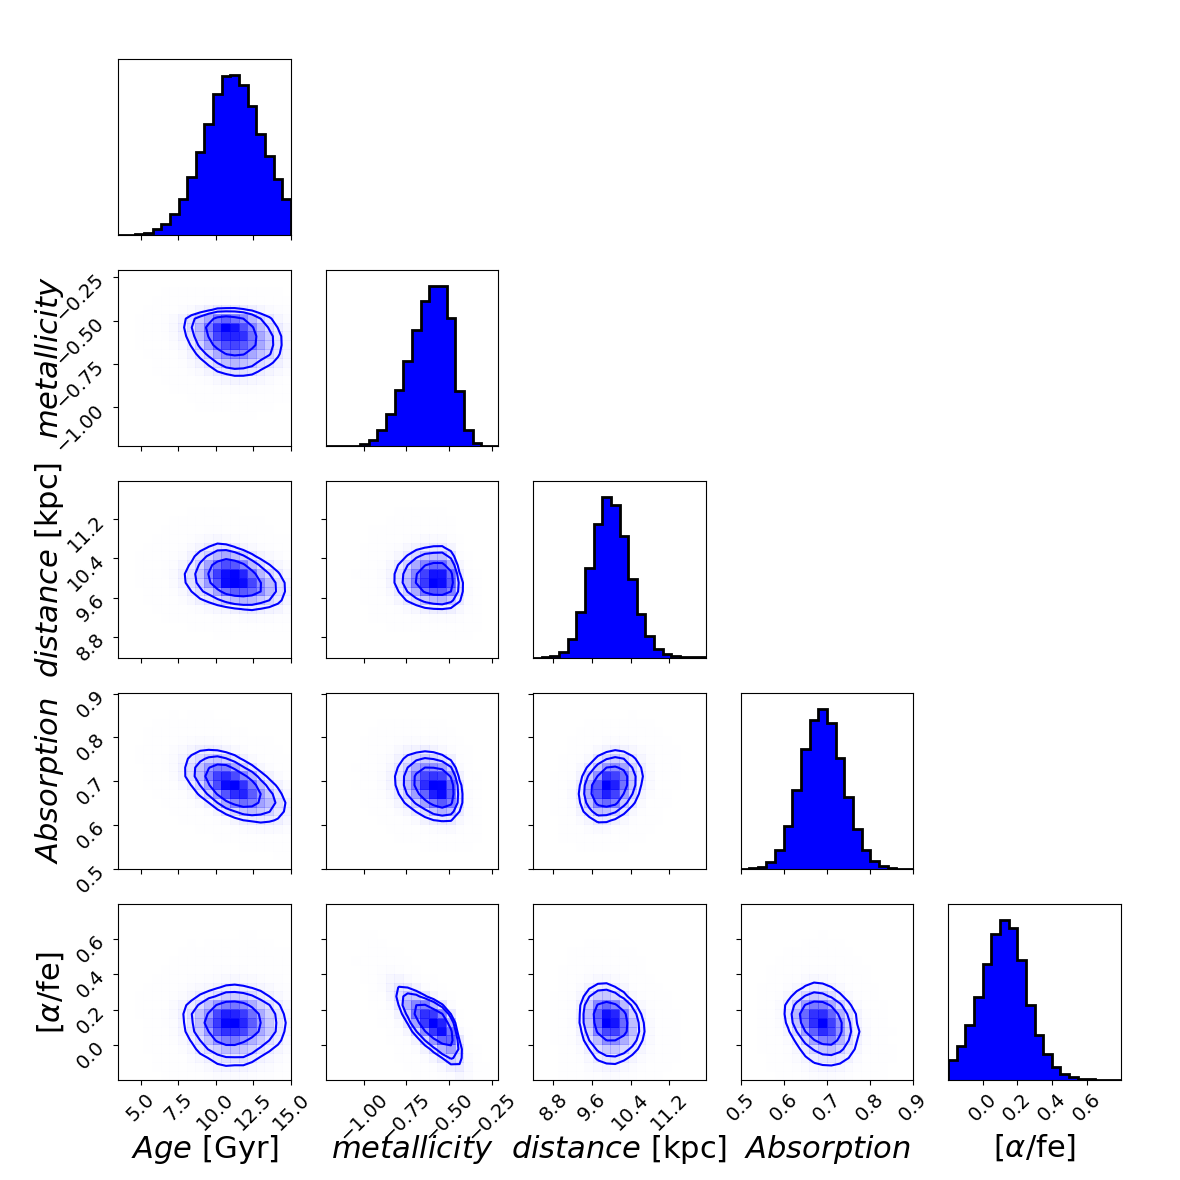 metallicity
−0.25
−0.50
−0.75
−1.00
distance [kpc]
11.2
10.4
9.6
8.8
Absorption
0.9
0.8
0.7
0.6
0.5
[α/fe]
0.6
0.4
0.2
0.0
5.0 7.5 10.0 12.5 15.0
−1.00 −0.75 −0.50 −0.25
8.8 9.6 10.4 11.2
0.5 0.6 0.7 0.8 0.9
0.0 0.2 0.4 0.6
Age [Gyr]
metallicity
distance [kpc]
Absorption
[α/fe]